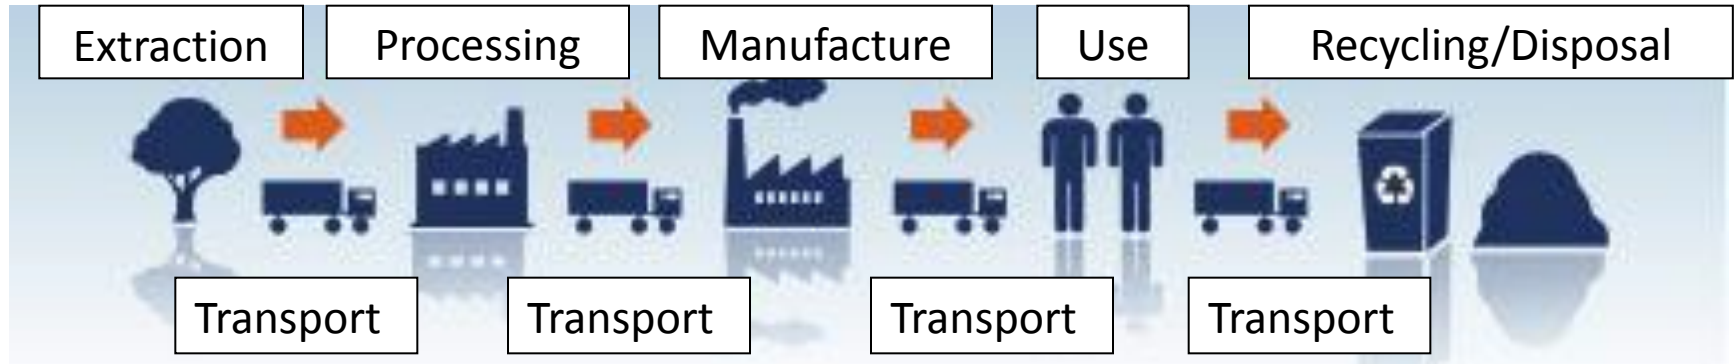 Extraction
Processing
Manufacture
Use
Recycling/Disposal
Transport
Transport
Transport
Transport